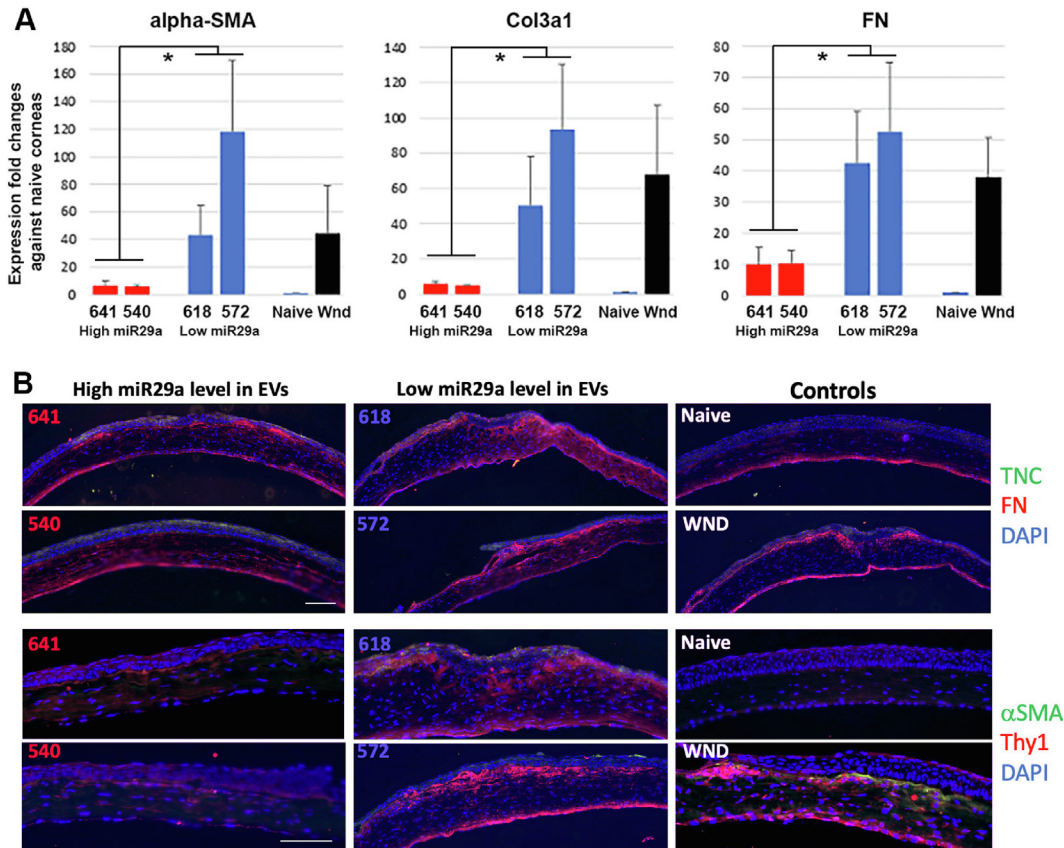 A
alpha-SMA
Col3a1
FN
Expression fold changes
against naive corneas
180
160
140
120
100
80
60
40
20
0
*
641 540
618 572
Naive Wnd
High miR29a
Low miR29a
140
120
100
80
60
40
20
0
*
641 540
618 572
Naive Wnd
High miR29a
Low miR29a
80
70
60
50
40
30
20
10
0
*
641 540
618 572
Naive Wnd
High miR29a
Low miR29a
B
High miR29a level in EVs
Low miR29a level in EVs
Controls
641
618
Naive
540
572
WND
TNC
FN
DAPI
641
618
Naive
540
572
WND
αSMA
Thy1
DAPI